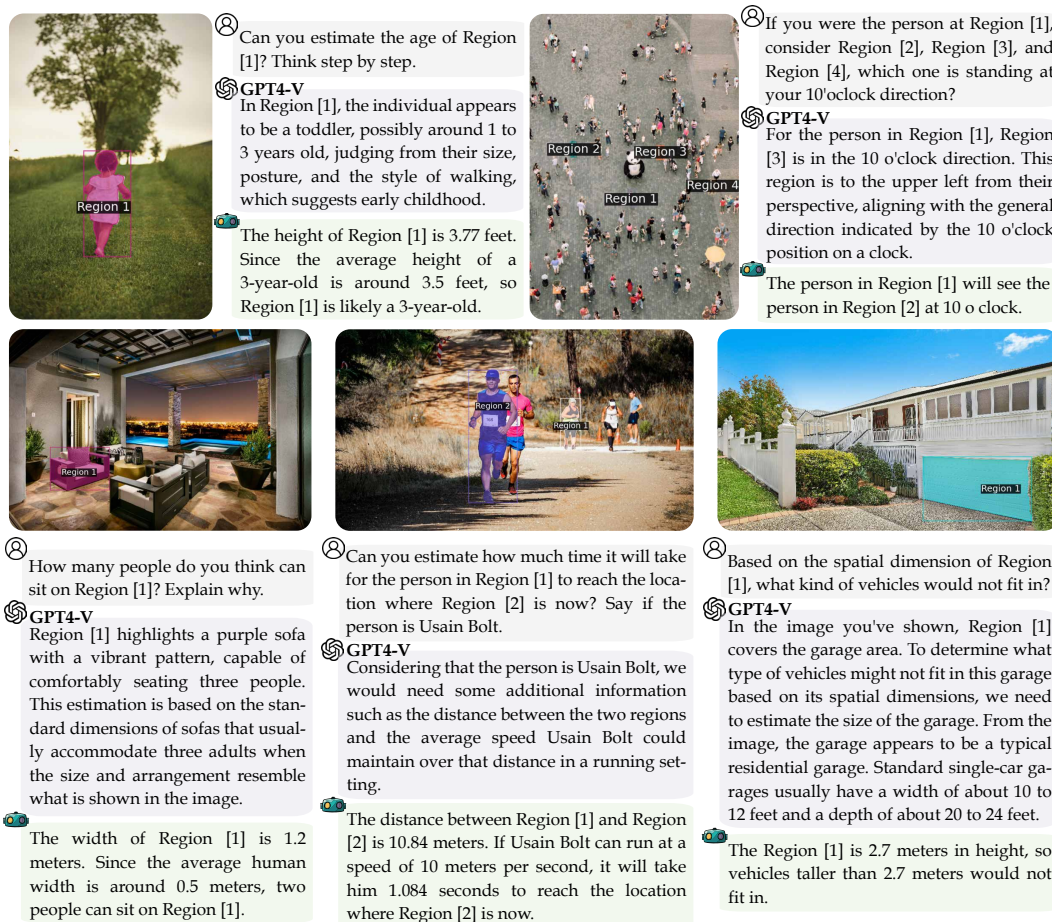 Can you estimate the age of Region
[1]? Think step by step.
GPT4-V
In Region [1], the individual appears
to be a toddler, possibly around 1 to
3 years old, judging from their size,
posture, and the style of walking,
which suggests early childhood.
The height of Region [1] is 3.77 feet.
Since the average height of a
3-year-old is around 3.5 feet, so
Region [1] is likely a 3-year-old.
Region 1
If you were the person at Region [1],
consider Region [2], Region [3], and
Region [4], which one is standing at
your 10'oclock direction?
GPT4-V
For the person in Region [1], Region
[3] is in the 10 o'clock direction. This
region is to the upper left from their
perspective, aligning with the general
direction indicated by the 10 o'clock
position on a clock.
The person in Region [1] will see the
person in Region [2] at 10 o clock.
Region 2
Region 3
Region 4
Region 1
Region 1
How many people do you think can
sit on Region [1]? Explain why.
GPT4-V
Region [1] highlights a purple sofa
with a vibrant pattern, capable of
comfortably seating three people.
This estimation is based on the stan-
dard dimensions of sofas that usual-
ly accommodate three adults when
the size and arrangement resemble
what is shown in the image.
The width of Region [1] is 1.2
meters. Since the average human
width is around 0.5 meters, two
people can sit on Region [1].
Region 2
Region 1
Can you estimate how much time it will take
for the person in Region [1] to reach the loca-
tion where Region [2] is now? Say if the
person is Usain Bolt.
GPT4-V
Considering that the person is Usain Bolt, we
would need some additional information
such as the distance between the two regions
and the average speed Usain Bolt could
maintain over that distance in a running set-
ting.
The distance between Region [1] and Region
[2] is 10.84 meters. If Usain Bolt can run at a
speed of 10 meters per second, it will take
him 1.084 seconds to reach the location
where Region [2] is now.
Region 1
Based on the spatial dimension of Region
[1], what kind of vehicles would not fit in?
GPT4-V
In the image you've shown, Region [1]
covers the garage area. To determine what
type of vehicles might not fit in this garage
based on its spatial dimensions, we need
to estimate the size of the garage. From the
image, the garage appears to be a typical
residential garage. Standard single-car ga-
rages usually have a width of about 10 to
12 feet and a depth of about 20 to 24 feet.
The Region [1] is 2.7 meters in height, so
vehicles taller than 2.7 meters would not
fit in.